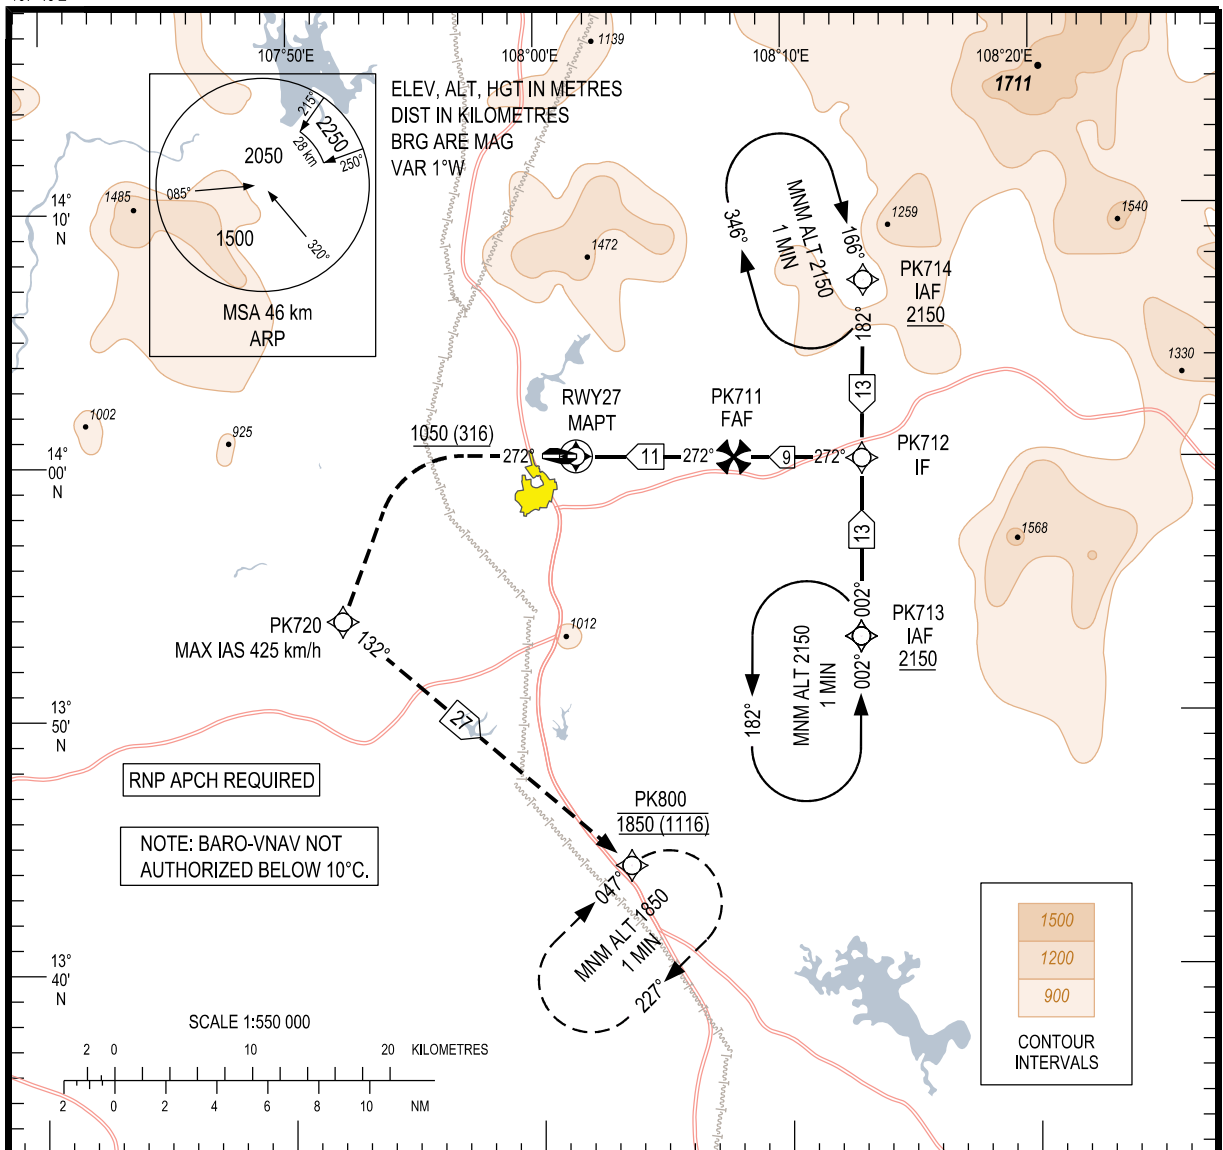 107°50'E
108°00'E
108°10'E
108°20'E
1139
1711
ELEV, ALT, HGT IN METRES
DIST IN KILOMETRES
BRG ARE MAG
VAR 1°W
215°
2250
28 km
250°
2050
085°
1500
320°
MSA 46 km
ARP
14°
10'
N
1485
1472
1259
1540
346°
MNM ALT 2150
1 MIN
166°
PK714
IAF
2150
182°
13
1330
1002
925
RWY27
MAPT
PK711
FAF
1050 (316)
272°
11
272°
9
272°
PK712
IF
14°
00'
N
13
1568
002°
PK713
IAF
2150
002°
MNM ALT 2150
1 MIN
182°
1012
PK720
MAX IAS 425 km/h
132°
27
13°
50'
N
RNP APCH REQUIRED
NOTE: BARO-VNAV NOT
AUTHORIZED BELOW 10°C.
PK800
1850 (1116)
047°
MNM ALT 1850
1 MIN
227°
13°
40'
N
1500
1200
900
CONTOUR
INTERVALS
SCALE 1:550 000
2 0 10 20 KILOMETRES
2 0 2 4 6 8 10 NM